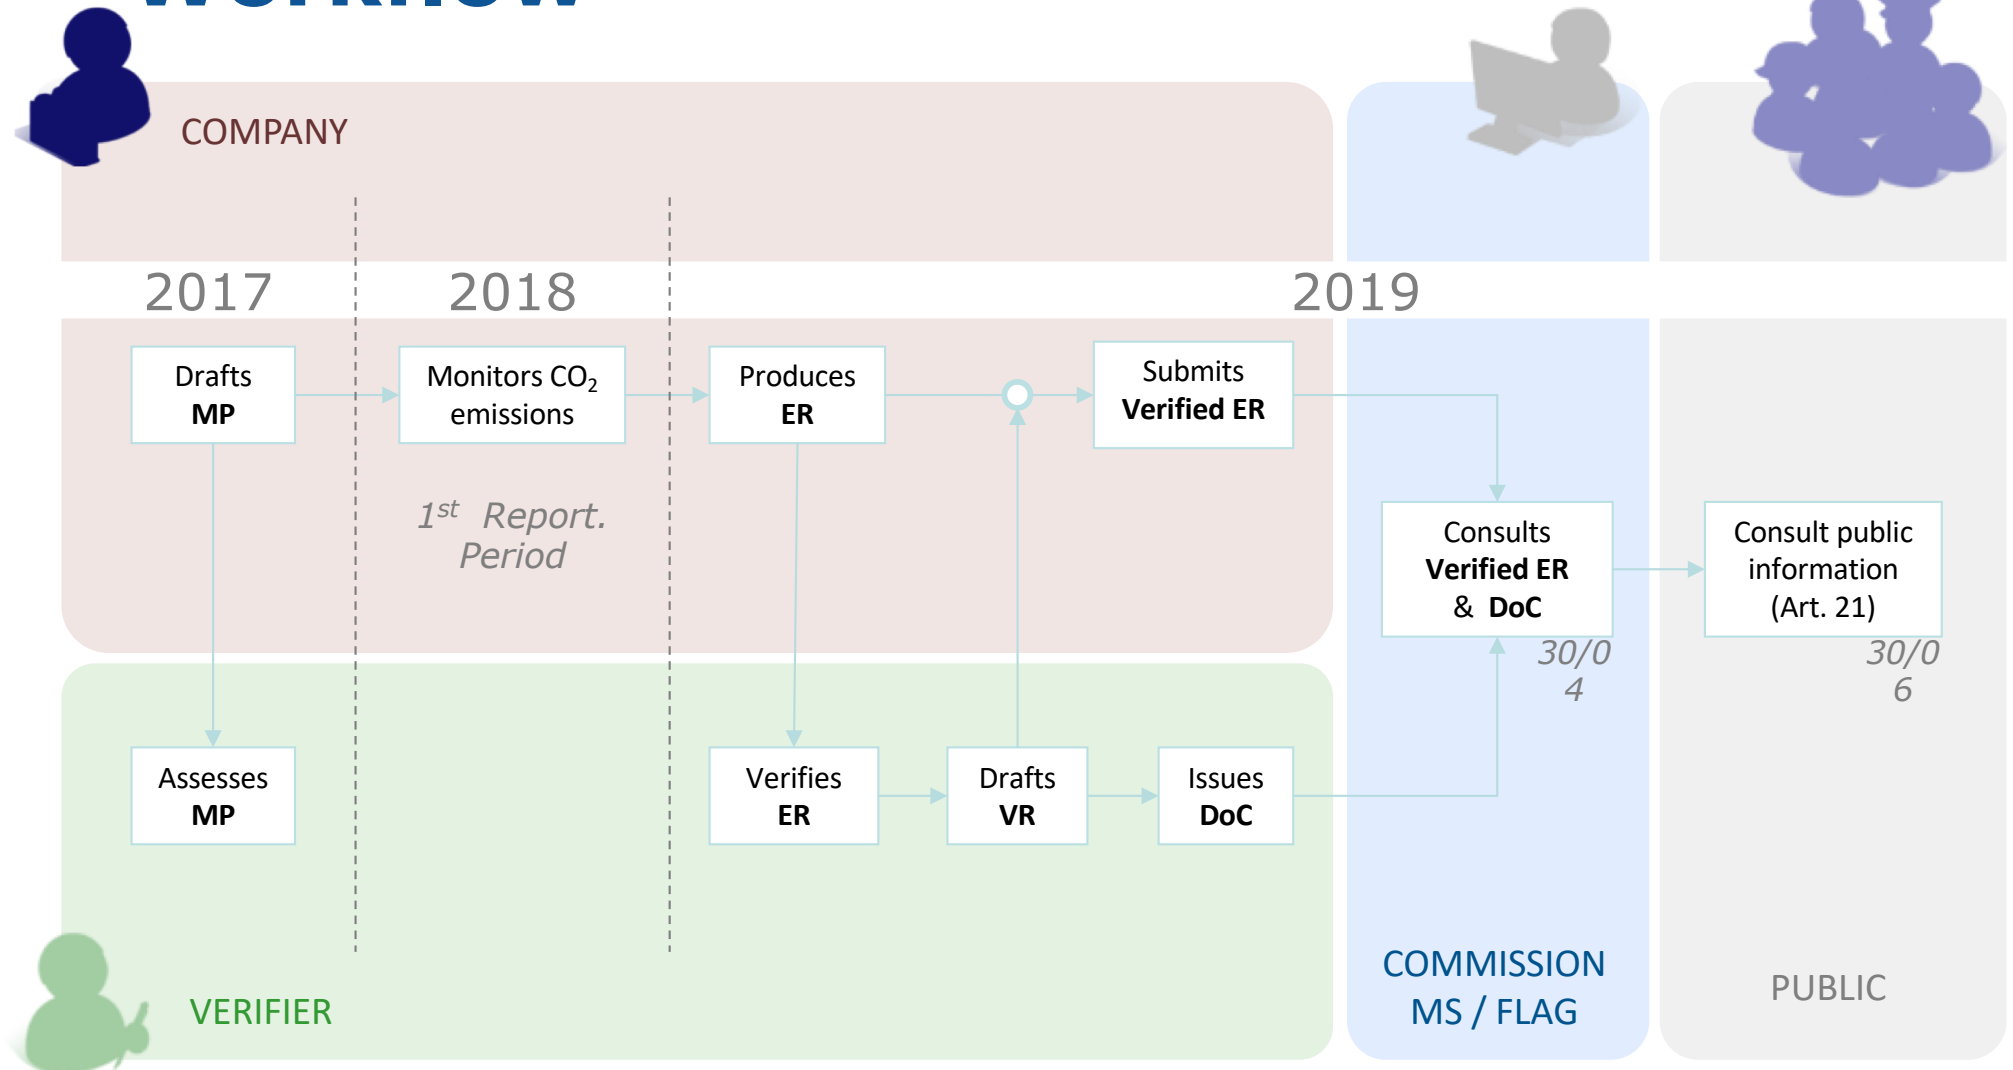 Workflow
COMPANY
2017
2018
2019
Drafts
MP
Monitors CO₂
emissions
Produces
ER
Submits
Verified ER
1st Report.
Period
Consults
Verified ER
& DoC
30/0
4
Consult public
information
(Art. 21)
30/0
6
Assesses
MP
Verifies
ER
Drafts
VR
Issues
DoC
VERIFIER
COMMISSION
MS / FLAG
PUBLIC